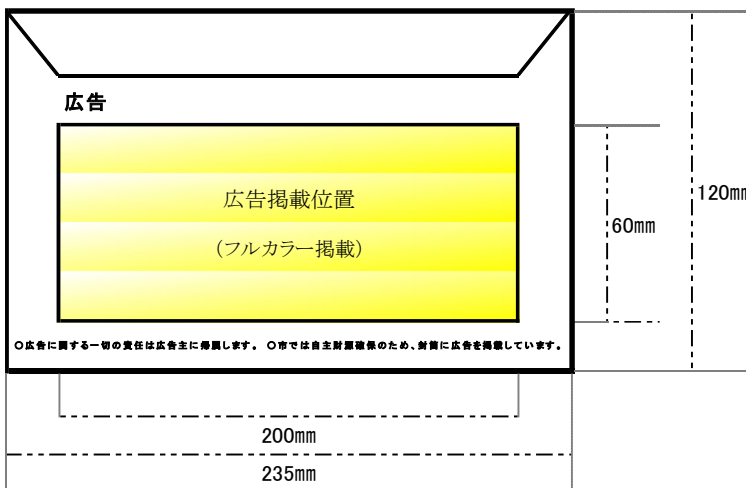 広告
広告掲載位置
(フルカラー掲載)
120mm
60mm
〇広告に関する一切の責任は広告主に帰属します。 〇市では自主財源確保のため、封筒に広告を掲載しています。
200mm
235mm